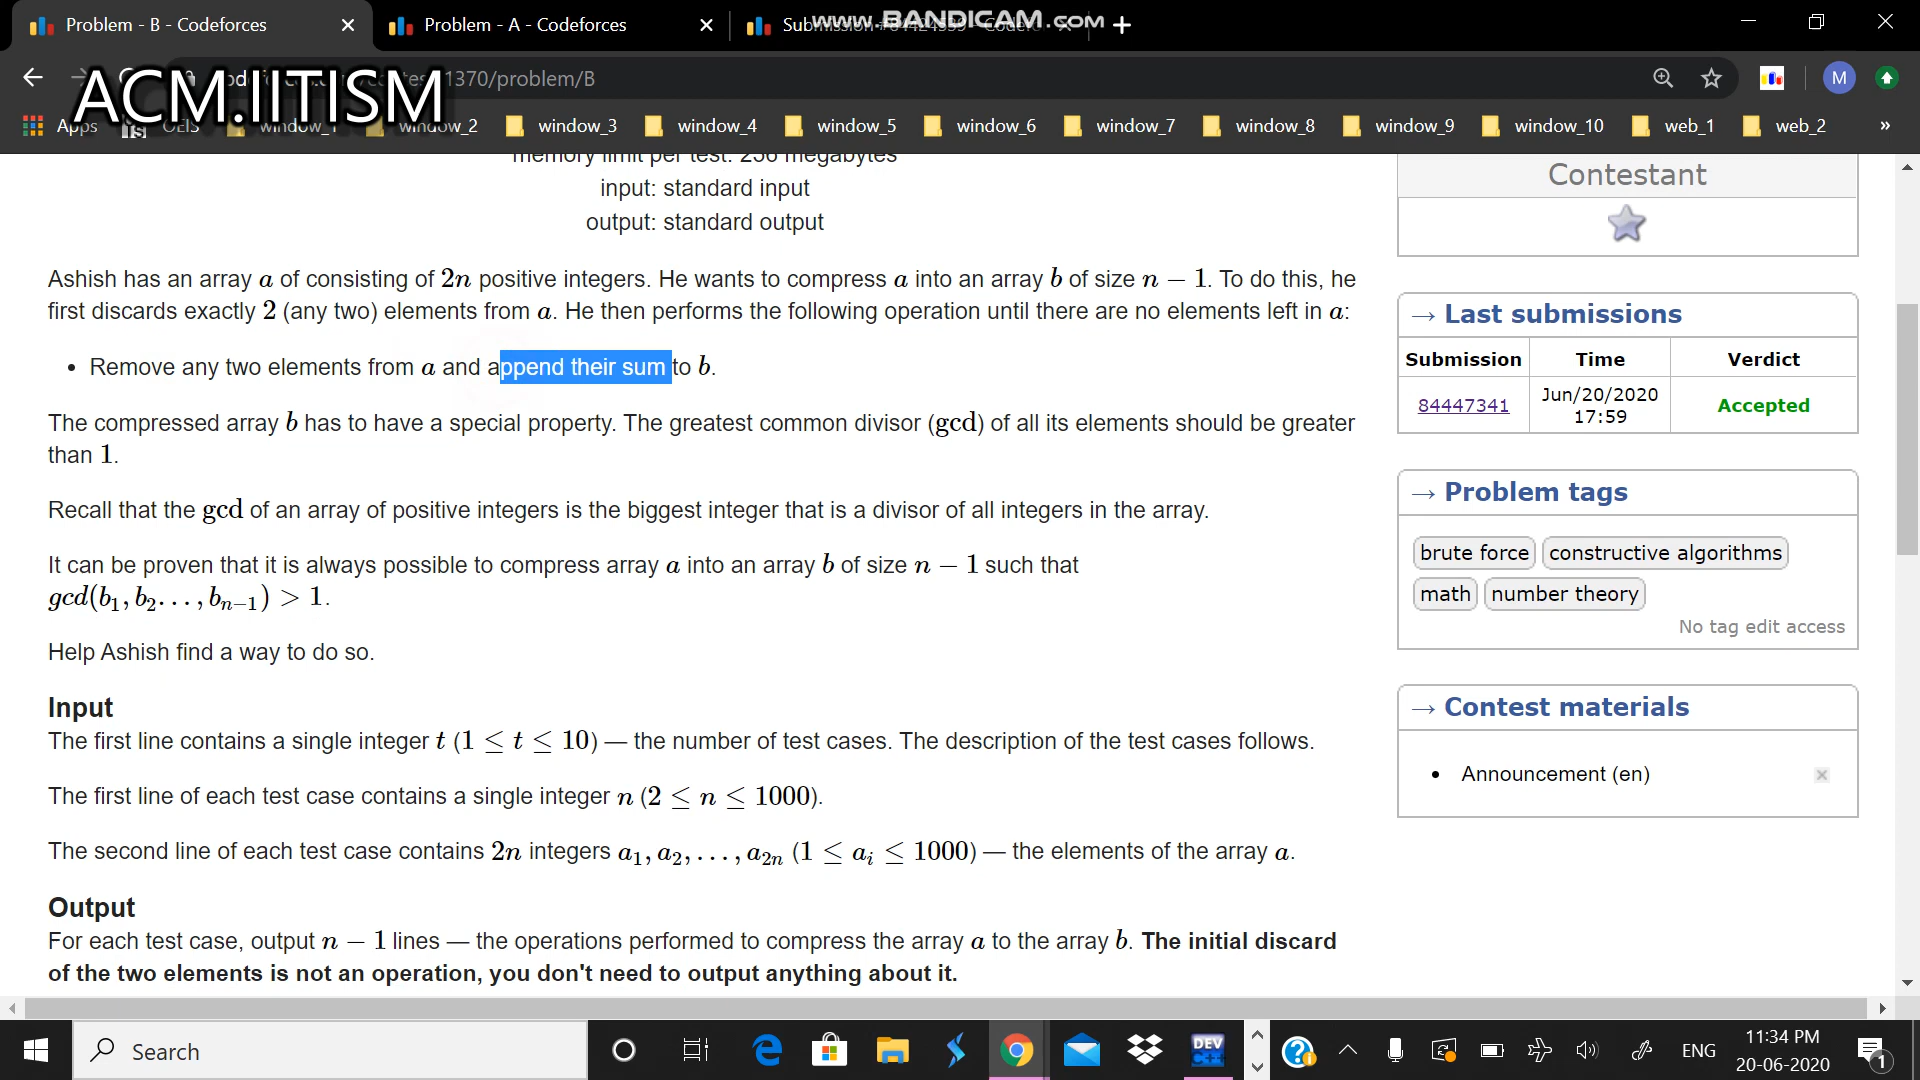 Problem - B - Codeforces
Problem - A - Codeforces
WWW.BANDICAM.COM
ACM.IITISM
1370/problem/B
M
Apps
OEIS
window_1
window_2
window_3
window_4
window_5
window_6
window_7
window_8
window_9
window_10
web_1
web_2
»
memory limit per test: 256 megabytes
input: standard input
output: standard output
Ashish has an array a of consisting of 2n positive integers. He wants to compress a into an array b of size n − 1. To do this, he
first discards exactly 2 (any two) elements from a. He then performs the following operation until there are no elements left in a:
• Remove any two elements from a and append their sum to b.
The compressed array b has to have a special property. The greatest common divisor (gcd) of all its elements should be greater
than 1.
Recall that the gcd of an array of positive integers is the biggest integer that is a divisor of all integers in the array.
It can be proven that it is always possible to compress array a into an array b of size n − 1 such that
gcd(b₁, b₂..., bₙ₋₁) > 1.
Help Ashish find a way to do so.
Input
The first line contains a single integer t (1 ≤ t ≤ 10) — the number of test cases. The description of the test cases follows.
The first line of each test case contains a single integer n (2 ≤ n ≤ 1000).
The second line of each test case contains 2n integers a₁, a₂, ..., a₂ₙ (1 ≤ aᵢ ≤ 1000) — the elements of the array a.
Output
For each test case, output n − 1 lines — the operations performed to compress the array a to the array b. The initial discard
of the two elements is not an operation, you don't need to output anything about it.
Contestant
→ Last submissions
Submission Time Verdict
84447341 Jun/20/2020 17:59 Accepted
→ Problem tags
brute force constructive algorithms
math number theory
No tag edit access
→ Contest materials
• Announcement (en)
Search
DEV C++
ENG
11:34 PM
20-06-2020
1